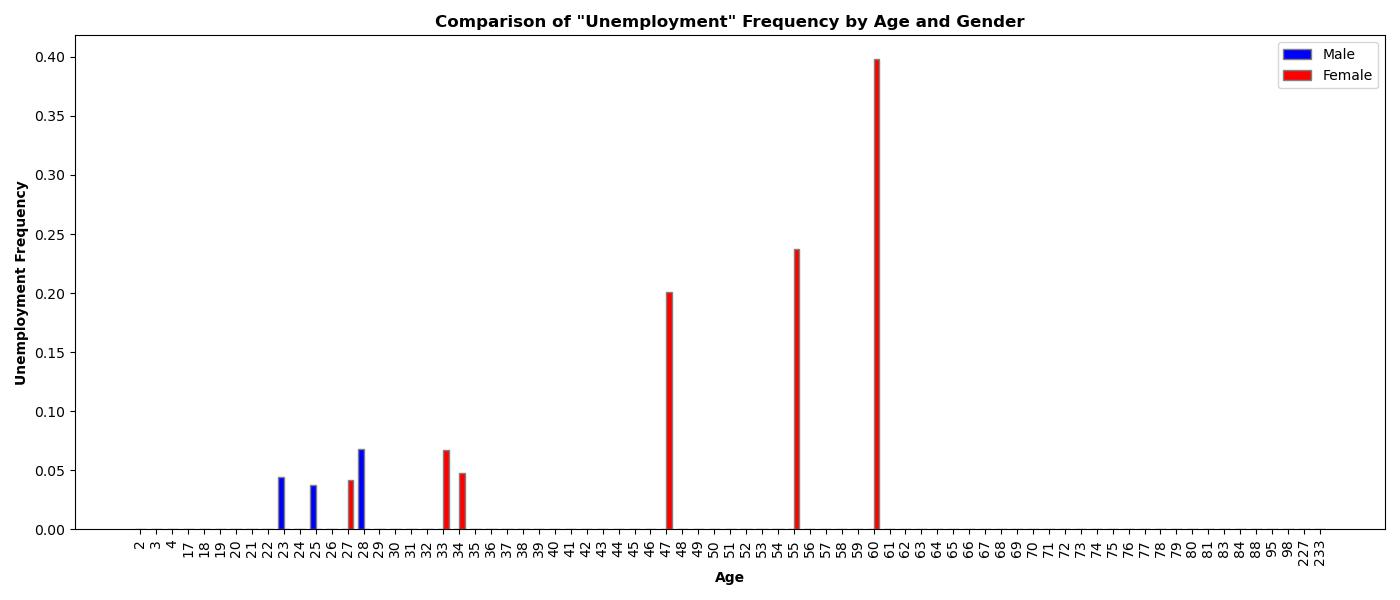 Comparison of "Unemployment" Frequency by Age and Gender
Male
Female
Unemployment Frequency
0.40
0.35
0.30
0.25
0.20
0.15
0.10
0.05
0.00
2 3 4 17 18 19 20 21 22 23 24 25 26 27 28 29 30 31 32 33 34 35 36 37 38 39 40 41 42 43 44 45 46 47 48 49 50 51 52 53 54 55 56 57 58 59 60 61 62 63 64 65 66 67 68 69 70 71 72 73 74 75 76 77 78 79 80 81 83 84 88 95 98 227 233
Age